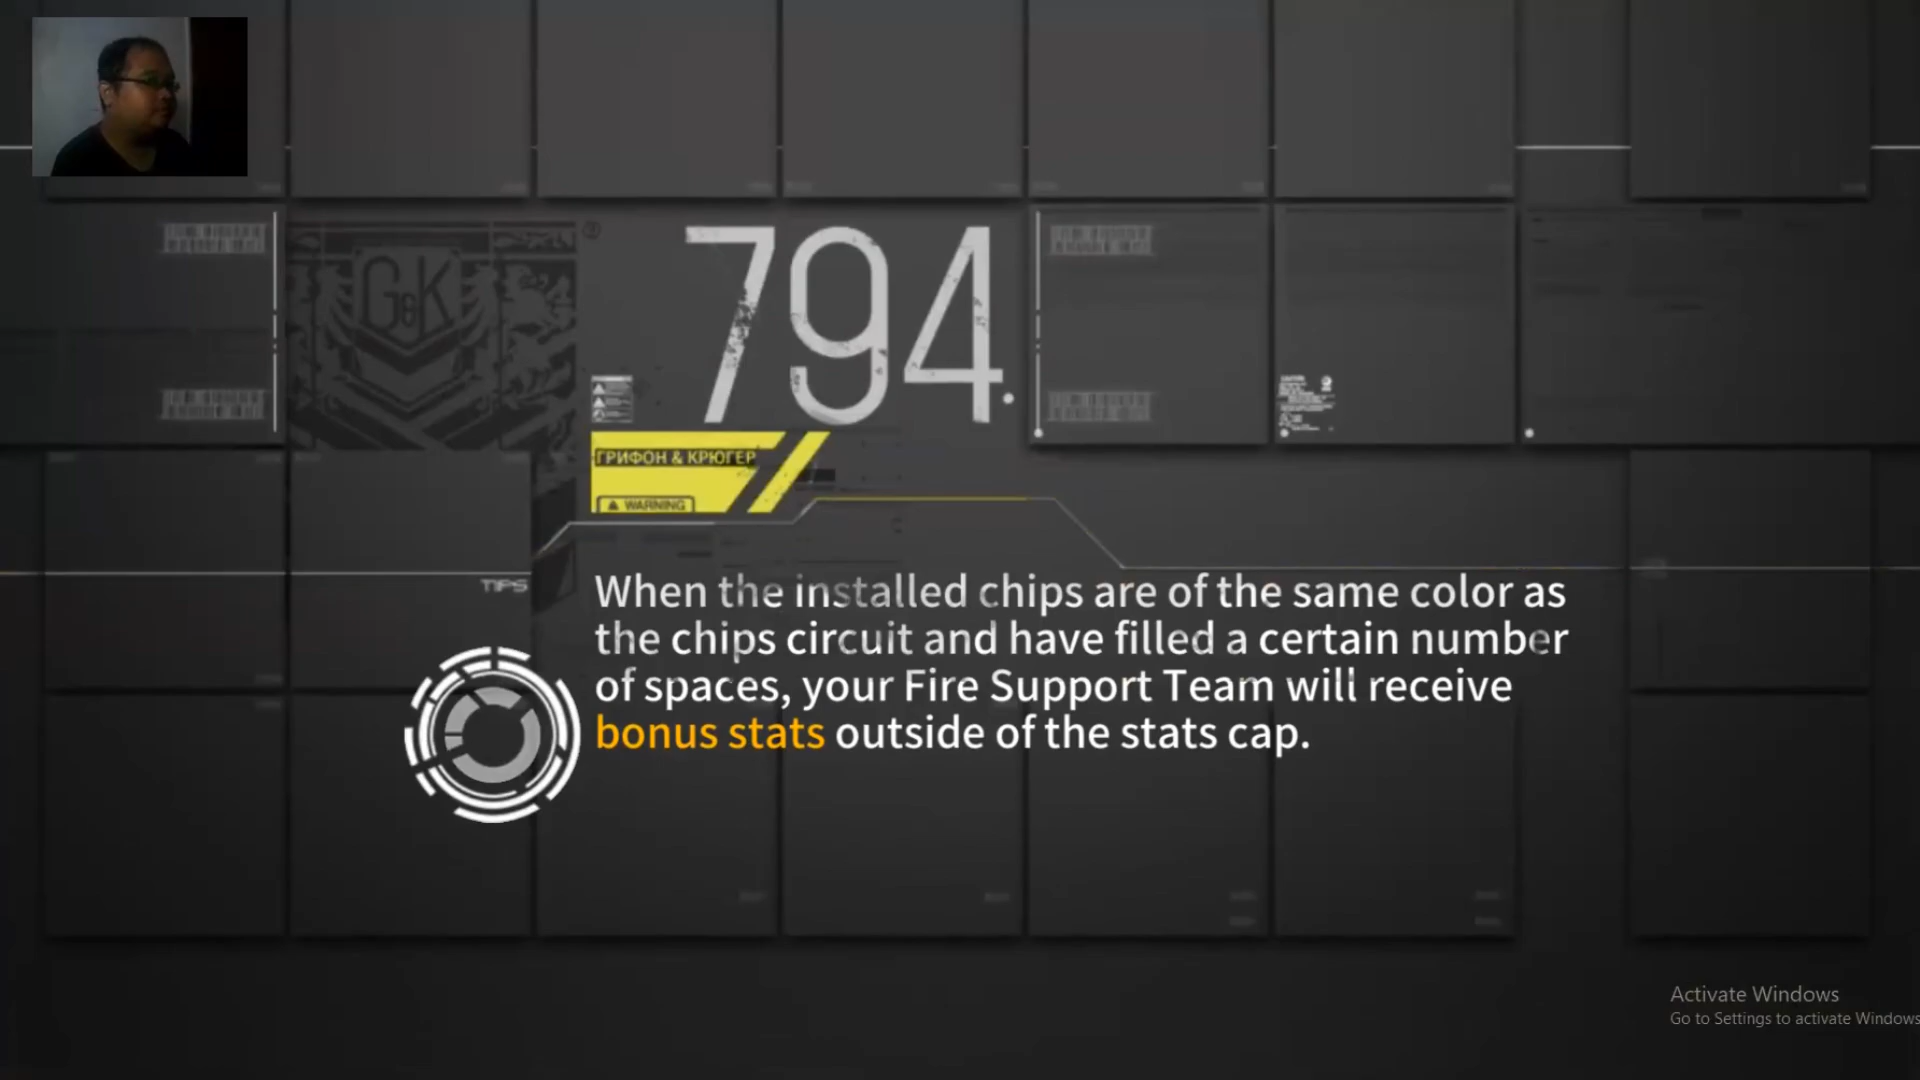 G&K
794.
ГРИФОН & КРЮГЕР
WARNING
TIPS
When the installed chips are of the same color as
the chips circuit and have filled a certain number
of spaces, your Fire Support Team will receive
bonus stats outside of the stats cap.
Activate Windows
Go to Settings to activate Windows